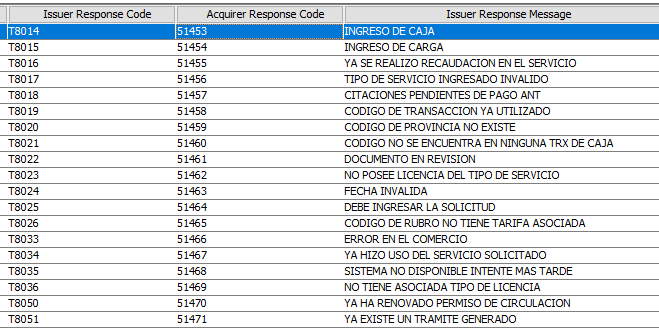 Issuer Response Code Acquirer Response Code Issuer Response Message
T8014 51453 INGRESO DE CAJA
T8015 51454 INGRESO DE CARGA
T8016 51455 YA SE REALIZO RECAUDACION EN EL SERVICIO
T8017 51456 TIPO DE SERVICIO INGRESADO INVALIDO
T8018 51457 CITACIONES PENDIENTES DE PAGO ANT
T8019 51458 CODIGO DE TRANSACCION YA UTILIZADO
T8020 51459 CODIGO DE PROVINCIA NO EXISTE
T8021 51460 CODIGO NO SE ENCUENTRA EN NINGUNA TRX DE CAJA
T8022 51461 DOCUMENTO EN REVISION
T8023 51462 NO POSEE LICENCIA DEL TIPO DE SERVICIO
T8024 51463 FECHA INVALIDA
T8025 51464 DEBE INGRESAR LA SOLICITUD
T8026 51465 CODIGO DE RUBRO NO TIENE TARIFA ASOCIADA
T8033 51466 ERROR EN EL COMERCIO
T8034 51467 YA HIZO USO DEL SERVICIO SOLICITADO
T8035 51468 SISTEMA NO DISPONIBLE INTENTE MAS TARDE
T8036 51469 NO TIENE ASOCIADA TIPO DE LICENCIA
T8050 51470 YA HA RENOVADO PERMISO DE CIRCULACION
T8051 51471 YA EXISTE UN TRAMITE GENERADO